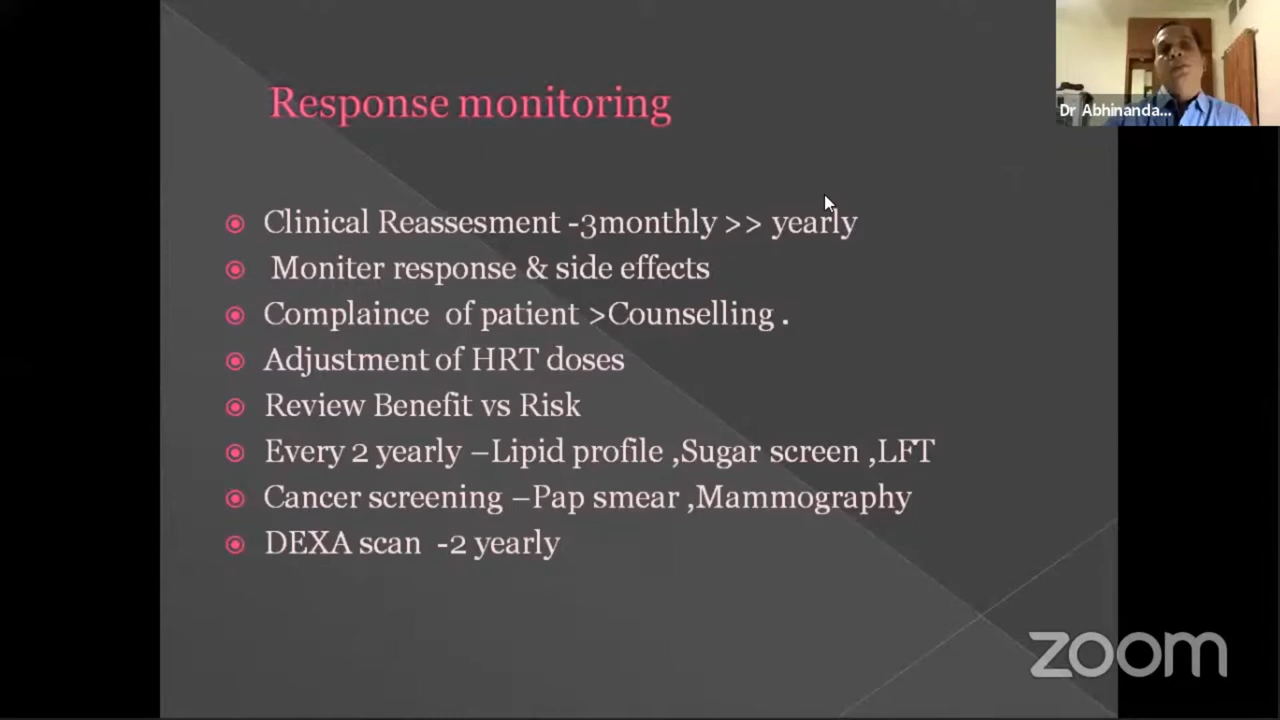 Response monitoring
Dr Abhinanda...
Clinical Reassesment -3monthly >> yearly
Moniter response & side effects
Complaince of patient >Counselling .
Adjustment of HRT doses
Review Benefit vs Risk
Every 2 yearly –Lipid profile ,Sugar screen ,LFT
Cancer screening –Pap smear ,Mammography
DEXA scan -2 yearly
zoom